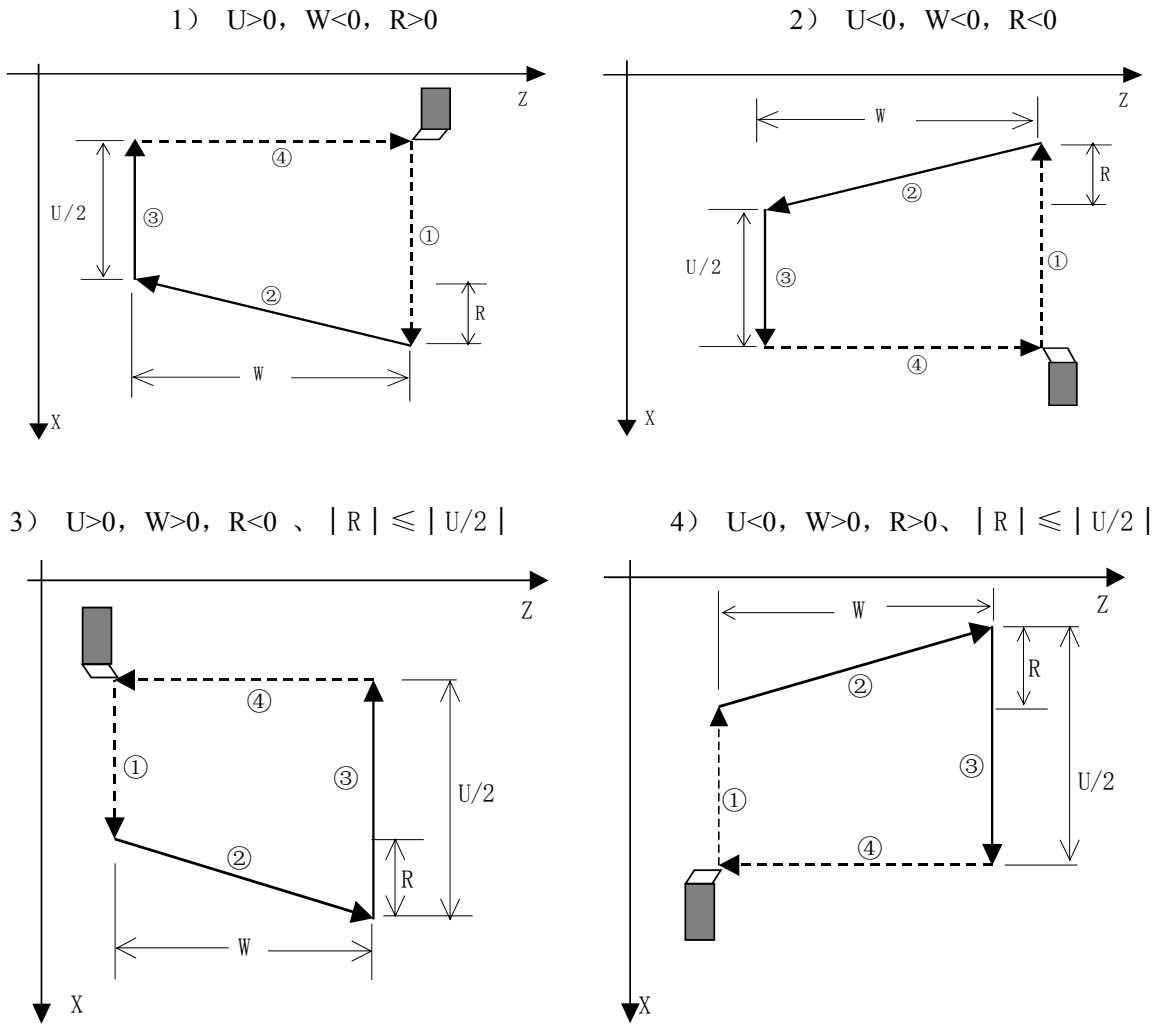 1） U>0，W<0，R>0
Z
④
U/2
③
①
②
R
W
X
2） U<0，W<0，R<0
Z
W
R
②
U/2
③
①
④
X
3） U>0，W>0，R<0 、｜R｜≤｜U/2｜
Z
④
①
③
U/2
②
R
W
X
4） U<0，W>0，R>0、｜R｜≤｜U/2｜
W
Z
R
②
③
U/2
①
④
X